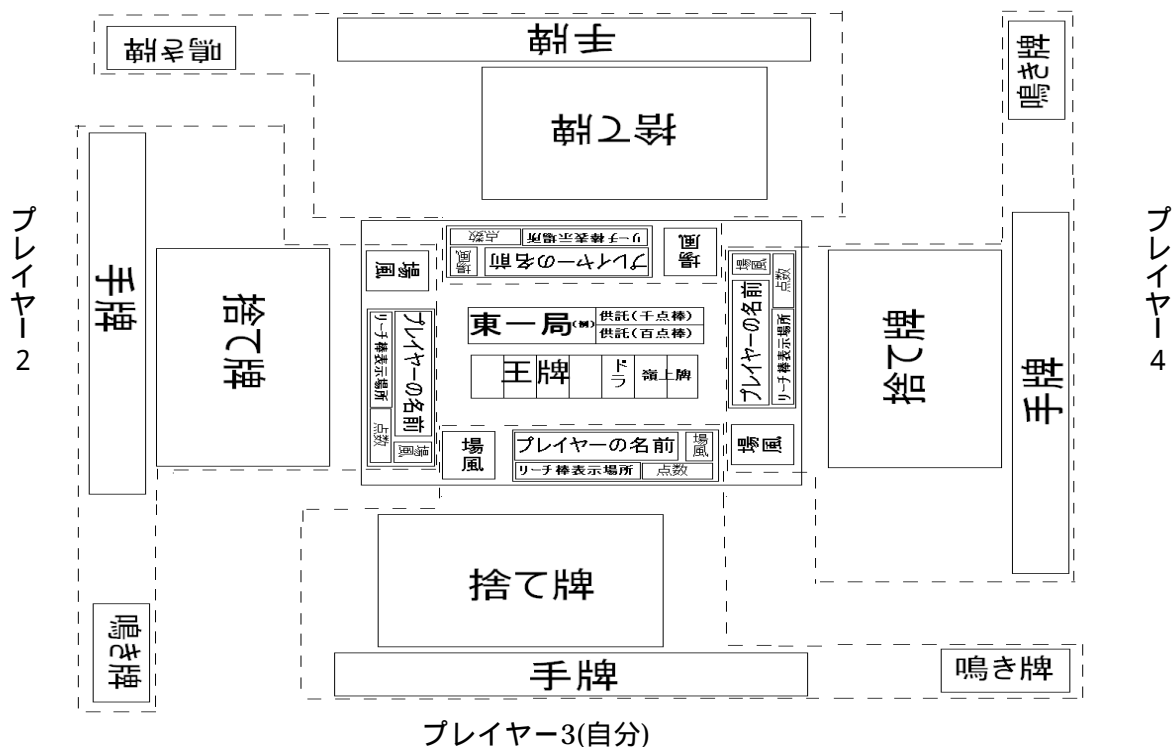 鳴き牌
手牌
捨て牌
鳴き牌
プレイヤー2
手牌
捨て牌
鳴き牌
場風
点数
リーチ棒表示場所
場風
プレイヤーの名前
場風
プレイヤーの名前
リーチ棒表示場所
点数
場風
東一局(例)
供託(千点棒)
供託(百点棒)
王牌
ドラ
嶺上牌
場風
点数
プレイヤーの名前
リーチ棒表示場所
場風
場風
プレイヤーの名前
場風
リーチ棒表示場所
点数
捨て牌
手牌
プレイヤー4
捨て牌
手牌
鳴き牌
プレイヤー3(自分)